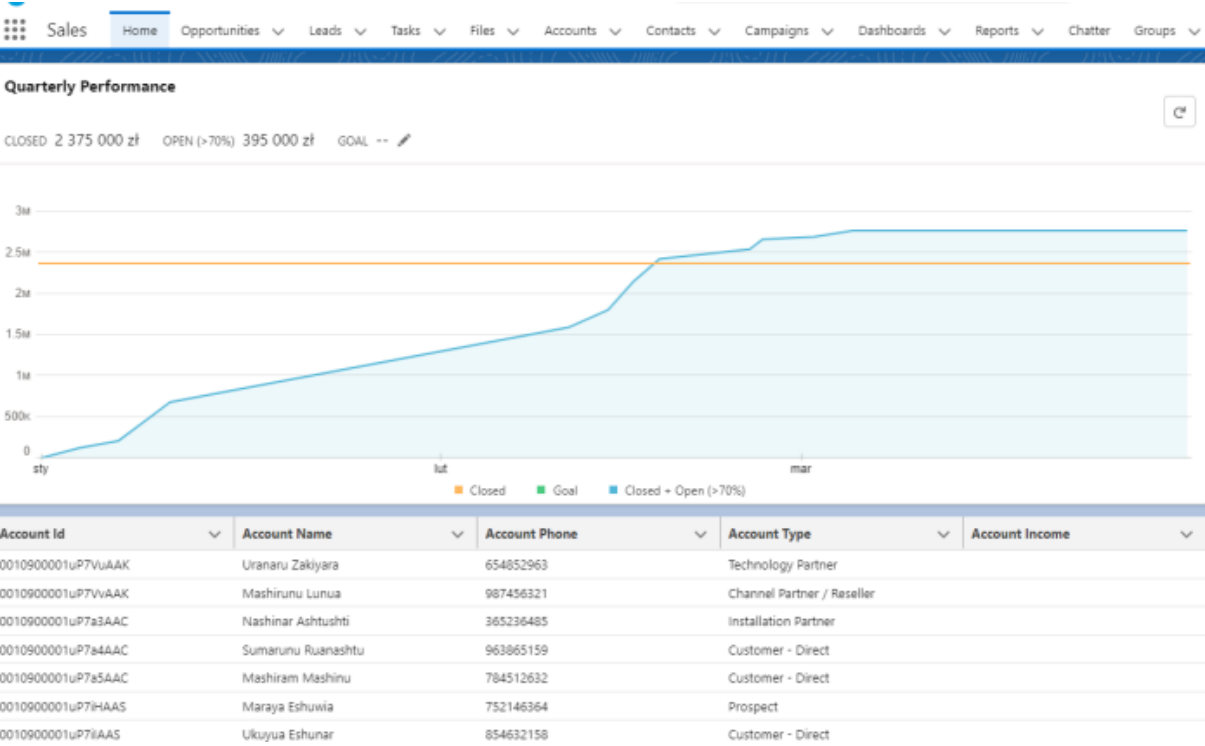 Sales Home Opportunities Leads Tasks Files Accounts Contacts Campaigns Dashboards Reports Chatter Groups
Quarterly Performance
CLOSED 2 375 000 zł OPEN (>70%) 395 000 zł GOAL --
3M
2.5M
2M
1.5M
1M
500K
0
sty lut mar
Closed Goal Closed + Open (>70%)
Account Id Account Name Account Phone Account Type Account Income
0010900001uP7VuAAK Uranaru Zakiyara 654852963 Technology Partner
0010900001uP7VvAAK Mashirunu Lunua 987456321 Channel Partner / Reseller
0010900001uP7a3AAC Nashinar Ashtushti 365236485 Installation Partner
0010900001uP7a4AAC Sumarunu Ruanashtu 963865159 Customer - Direct
0010900001uP7a5AAC Mashiram Mashinu 784512632 Customer - Direct
0010900001uP7iHAAS Maraya Eshuwia 752146364 Prospect
0010900001uP7iIAAS Ukuyua Eshunar 854632158 Customer - Direct